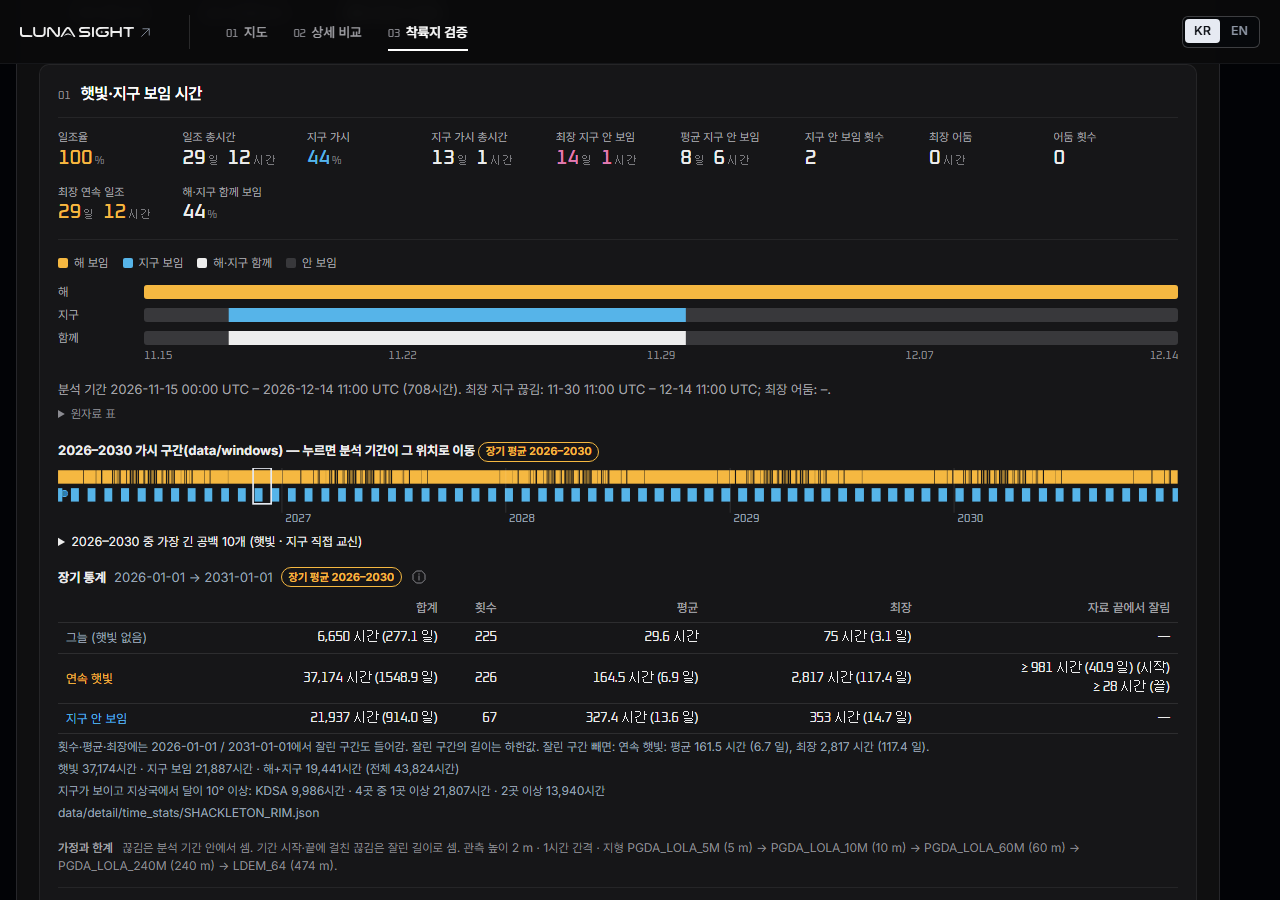 LUNA SIGHT ↗
01 지도
02 상세 비교
03 착륙지 검증
KR EN
01 햇빛·지구 보임 시간
일조율 일조 총시간 지구 가시 지구 가시 총시간 최장 지구 안 보임 평균 지구 안 보임 지구 안 보임 횟수 최장 어둠 어둠 횟수
100 % 29 일 12 시간 44 % 13 일 1 시간 14 일 1 시간 8 일 6 시간 2 0 시간 0
최장 연속 일조 해·지구 함께 보임
29 일 12 시간 44 %
해 보임 지구 보임 해·지구 함께 안 보임
해
지구
함께
11.15 11.22 11.29 12.07 12.14
분석 기간 2026-11-15 00:00 UTC – 2026-12-14 11:00 UTC (708시간). 최장 지구 끊김: 11-30 11:00 UTC – 12-14 11:00 UTC; 최장 어둠: –.
▶ 원자료 표
2026–2030 가시 구간(data/windows) — 누르면 분석 기간이 그 위치로 이동 장기 평균 2026–2030
2027 2028 2029 2030
▶ 2026–2030 중 가장 긴 공백 10개 (햇빛 · 지구 직접 교신)
장기 통계 2026-01-01 → 2031-01-01 장기 평균 2026–2030 ⓘ
합계 횟수 평균 최장 자료 끝에서 잘림
그늘 (햇빛 없음) 6,650 시간 (277.1 일) 225 29.6 시간 75 시간 (3.1 일) —
연속 햇빛 37,174 시간 (1548.9 일) 226 164.5 시간 (6.9 일) 2,817 시간 (117.4 일) ≥ 981 시간 (40.9 일) (시작)
≥ 28 시간 (끝)
지구 안 보임 21,937 시간 (914.0 일) 67 327.4 시간 (13.6 일) 353 시간 (14.7 일) —
횟수·평균·최장에는 2026-01-01 / 2031-01-01에서 잘린 구간도 들어감. 잘린 구간의 길이는 하한값. 잘린 구간 빼면: 연속 햇빛: 평균 161.5 시간 (6.7 일), 최장 2,817 시간 (117.4 일).
햇빛 37,174시간 · 지구 보임 21,887시간 · 해+지구 19,441시간 (전체 43,824시간)
지구가 보이고 지상국에서 달이 10° 이상: KDSA 9,986시간 · 4곳 중 1곳 이상 21,807시간 · 2곳 이상 13,940시간
data/detail/time_stats/SHACKLETON_RIM.json
가정과 한계 끊김은 분석 기간 안에서 셈. 기간 시작·끝에 걸친 끊김은 잘린 길이로 셈. 관측 높이 2 m · 1시간 간격 · 지형 PGDA_LOLA_5M (5 m) → PGDA_LOLA_10M (10 m) → PGDA_LOLA_60M (60 m) →
PGDA_LOLA_240M (240 m) → LDEM_64 (474 m).